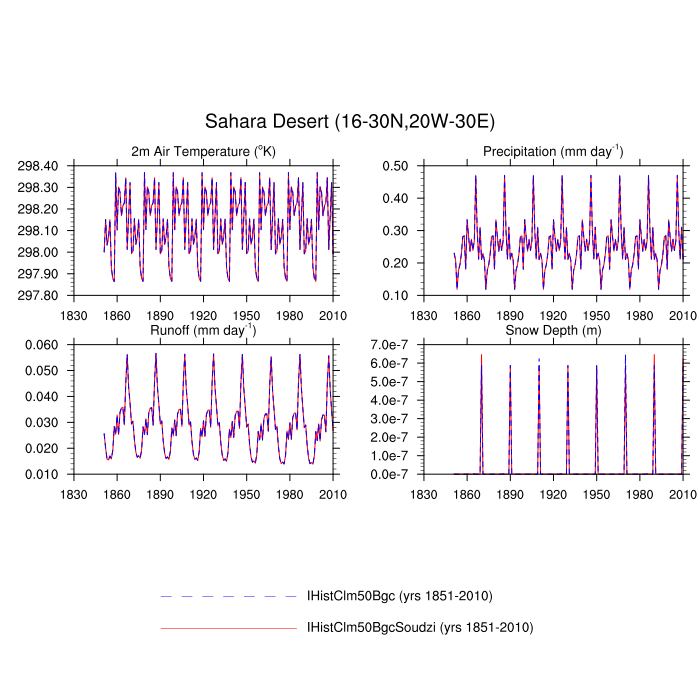 Sahara Desert (16-30N,20W-30E)
2m Air Temperature (°K)
298.40
298.30
298.20
298.10
298.00
297.90
297.80
1830 1860 1890 1920 1950 1980 2010
Precipitation (mm day⁻¹)
0.50
0.40
0.30
0.20
0.10
1830 1860 1890 1920 1950 1980 2010
Runoff (mm day⁻¹)
0.060
0.050
0.040
0.030
0.020
0.010
1830 1860 1890 1920 1950 1980 2010
Snow Depth (m)
7.0e-7
6.0e-7
5.0e-7
4.0e-7
3.0e-7
2.0e-7
1.0e-7
0.0e-7
1830 1860 1890 1920 1950 1980 2010
IHistClm50Bgc (yrs 1851-2010)
IHistClm50BgcSoudzi (yrs 1851-2010)